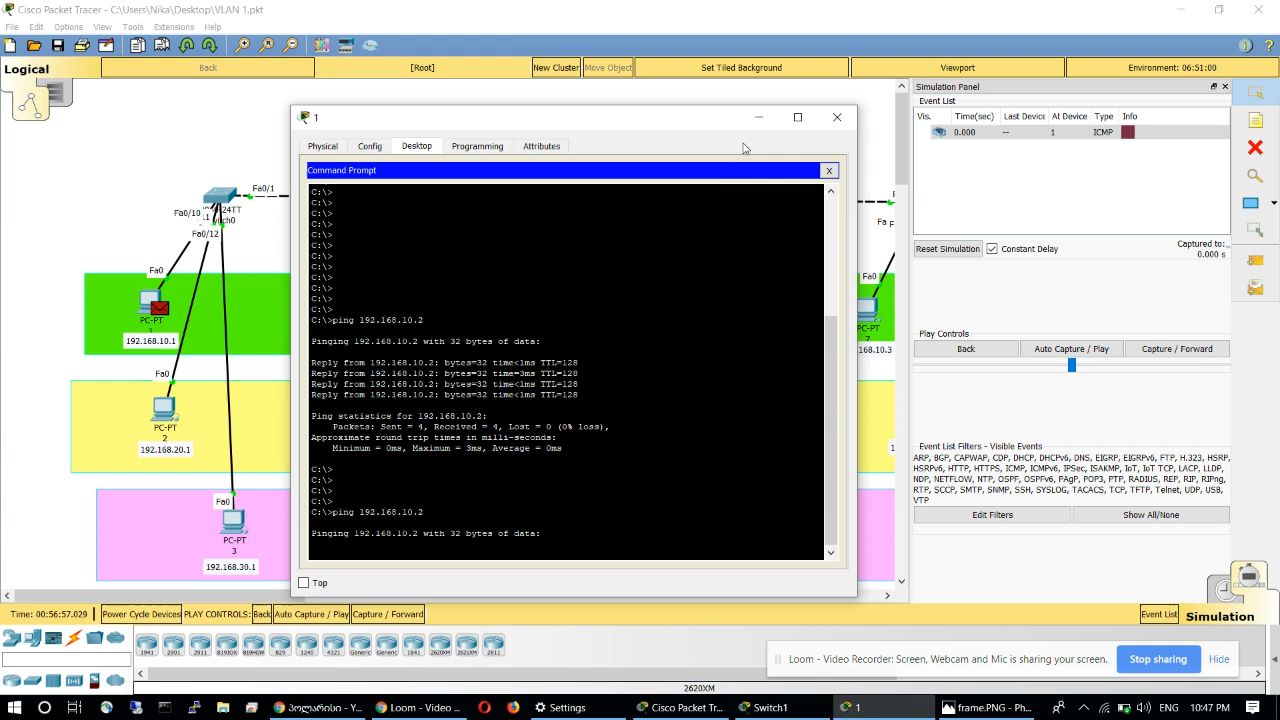 Cisco Packet Tracer - C:\Users\Nika\Desktop\VLAN 1.pkt
File Edit Options View Tools Extensions Help
Logical Back [Root] New Cluster Move Object Set Tiled Background Viewport Environment: 06:51:00
Simulation Panel
Event List
Vis. Time(sec) Last Device At Device Type Info
0.000 -- 1 ICMP
Reset Simulation Constant Delay Captured to:
0.000 s
Play Controls
Back Auto Capture / Play Capture / Forward
Event List Filters - Visible Events
ARP, BGP, CAPWAP, CDP, DHCP, DHCPv6, DNS, EIGRP, EIGRPv6, FTP, H.323, HSRP,
HSRPv6, HTTP, HTTPS, ICMP, ICMPv6, IPSec, ISAKMP, IoT, IoT TCP, LACP, LLDP,
NDP, NETFLOW, NTP, OSPF, OSPFv6, PAgP, POP3, PTP, RADIUS, REP, RIP, RIPng,
RTP, SCCP, SMTP, SNMP, SSH, STP, SYSLOG, TACACS, TCP, TFTP, Telnet, UDP, USB,
VTP
Edit Filters Show All/None
Fa0/1
Fa0/10
24TT
Fa0/12
Fa0
PC-PT
1
192.168.10.1
Fa0
PC-PT
2
192.168.20.1
Fa0
PC-PT
3
192.168.30.1
PC-PT
7
1
Physical Config Desktop Programming Attributes
Command Prompt X
C:\>
C:\>
C:\>
C:\>
C:\>
C:\>
C:\>
C:\>
C:\>
C:\>
C:\>
C:\>
C:\>ping 192.168.10.2
Pinging 192.168.10.2 with 32 bytes of data:
Reply from 192.168.10.2: bytes=32 time<1ms TTL=128
Reply from 192.168.10.2: bytes=32 time=3ms TTL=128
Reply from 192.168.10.2: bytes=32 time<1ms TTL=128
Reply from 192.168.10.2: bytes=32 time<1ms TTL=128
Ping statistics for 192.168.10.2:
Packets: Sent = 4, Received = 4, Lost = 0 (0% loss),
Approximate round trip times in milli-seconds:
Minimum = 0ms, Maximum = 3ms, Average = 0ms
C:\>
C:\>
C:\>
C:\>
C:\>ping 192.168.10.2
Pinging 192.168.10.2 with 32 bytes of data:
Top
Time: 00:56:57.029 Power Cycle Devices PLAY CONTROLS: Back Auto Capture / Play Capture / Forward Event List Simulation
1941 2901 2911 819IOX 819HGW 829 1240 4321 Generic Generic 1841 2620XM 2621XM 2811
2620XM
Loom - Video Recorder: Screen, Webcam and Mic is sharing your screen. Stop sharing Hide
პოლარისი - Y... Loom - Video ... Settings Cisco Packet Tr... Switch1 1 frame.PNG - Ph... ENG 10:47 PM